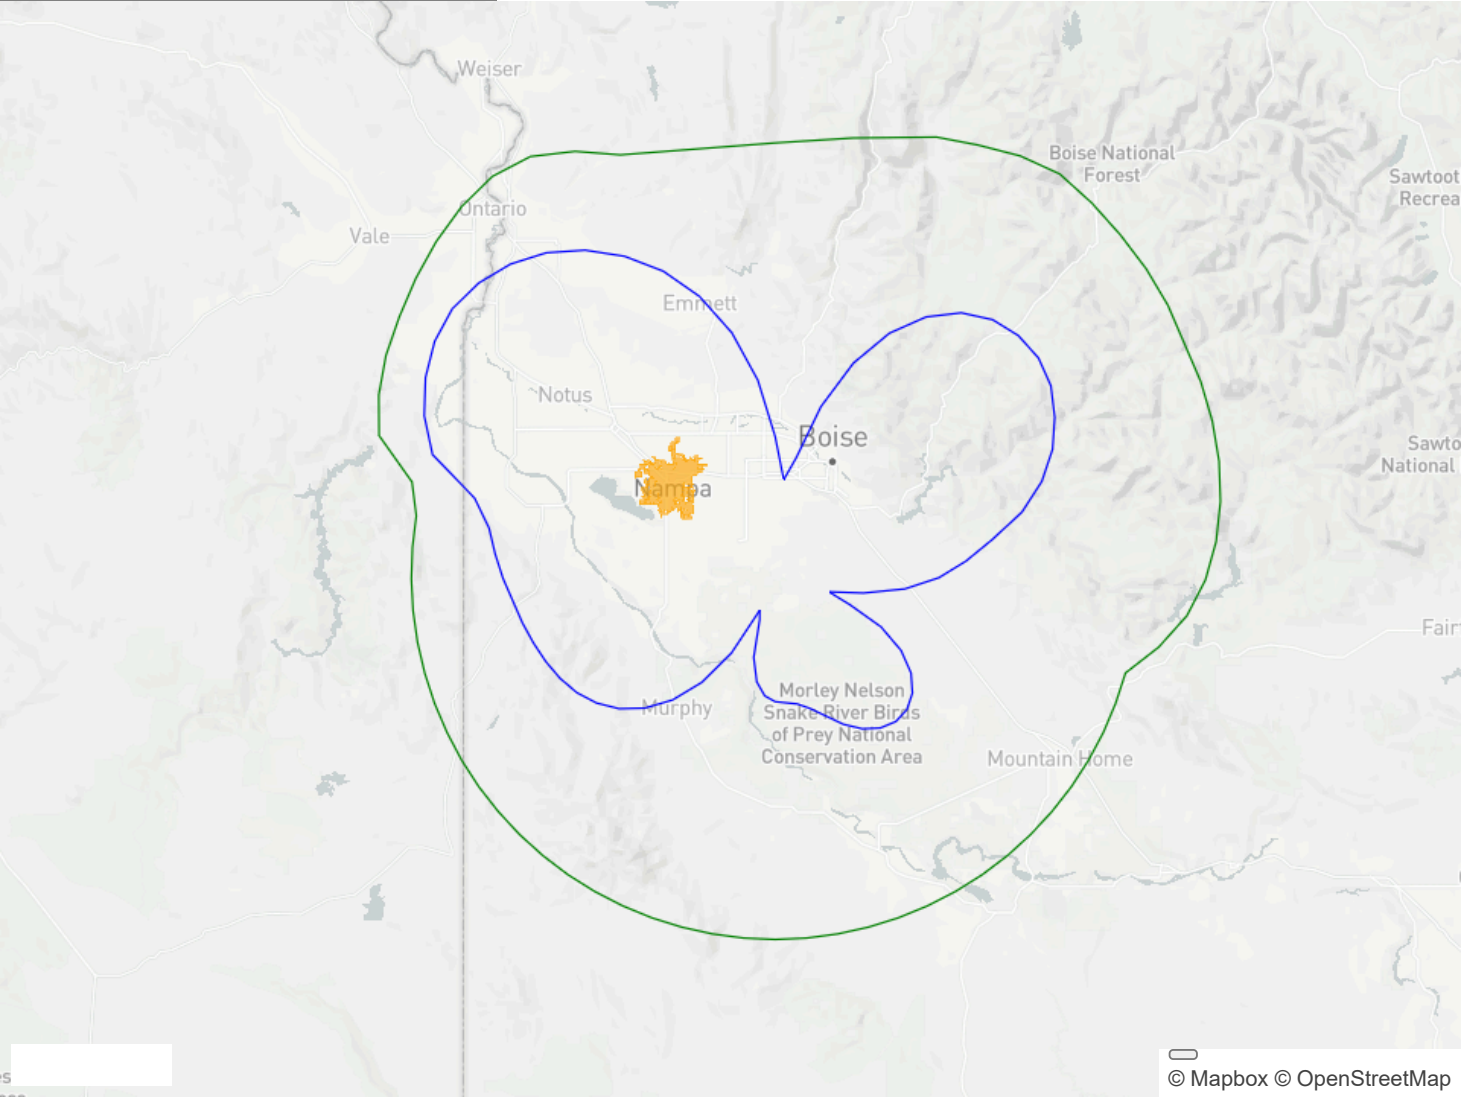 Weiser
Boise National
Forest
Sawtoot
Recrea
Ontario
Vale
Emmett
Notus
Boise
Sawto
National
Nampa
Fair
Morley Nelson
Snake River Birds
of Prey National
Conservation Area
Murphy
Mountain Home
© Mapbox © OpenStreetMap